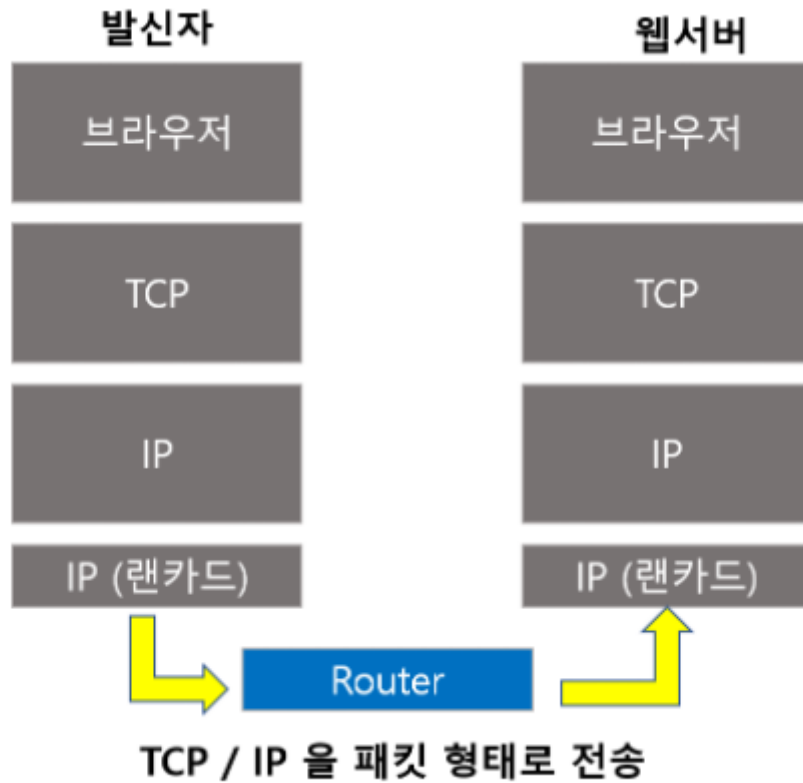 발신자
웹서버
브라우저
브라우저
TCP
TCP
IP
IP
IP (랜카드)
IP (랜카드)
Router
TCP / IP 을 패킷 형태로 전송